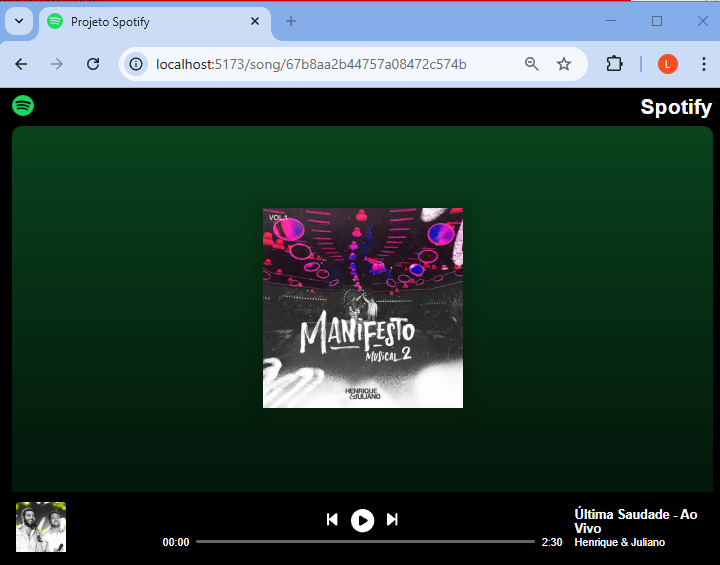 Projeto Spotify
localhost:5173/song/67b8aa2b44757a08472c574b
L
Spotify
VOL.1
MANIFESTO
MUSICAL 2
HENRIQUE
&JULIANO
Última Saudade - Ao
Vivo
Henrique & Juliano
00:00
2:30